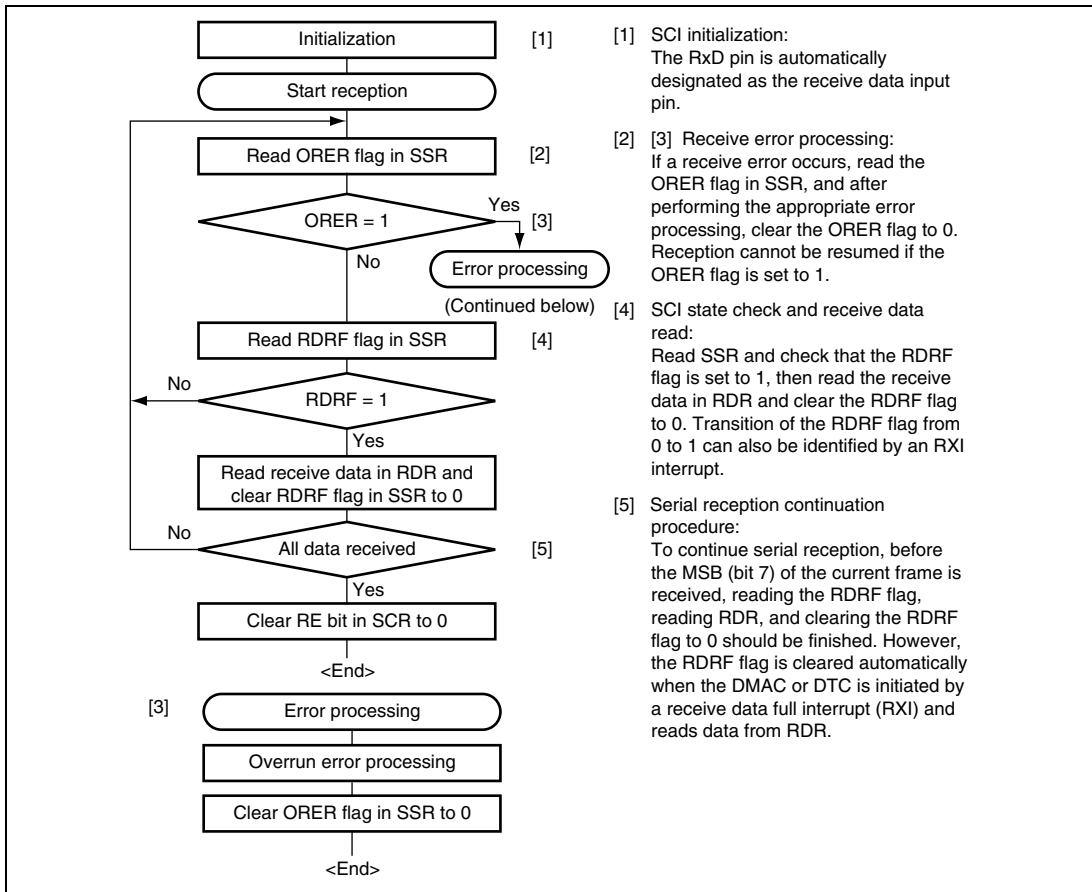 Initialization [1]
Start reception
Read ORER flag in SSR [2]
ORER = 1
Yes
[3]
No
Error processing
(Continued below)
Read RDRF flag in SSR [4]
No
RDRF = 1
Yes
Read receive data in RDR and
clear RDRF flag in SSR to 0
No
All data received [5]
Yes
Clear RE bit in SCR to 0
<End>
[3] Error processing
Overrun error processing
Clear ORER flag in SSR to 0
<End>
[1] SCI initialization:
The RxD pin is automatically
designated as the receive data input
pin.
[2] [3] Receive error processing:
If a receive error occurs, read the
ORER flag in SSR, and after
performing the appropriate error
processing, clear the ORER flag to 0.
Reception cannot be resumed if the
ORER flag is set to 1.
[4] SCI state check and receive data
read:
Read SSR and check that the RDRF
flag is set to 1, then read the receive
data in RDR and clear the RDRF flag
to 0. Transition of the RDRF flag from
0 to 1 can also be identified by an RXI
interrupt.
[5] Serial reception continuation
procedure:
To continue serial reception, before
the MSB (bit 7) of the current frame is
received, reading the RDRF flag,
reading RDR, and clearing the RDRF
flag to 0 should be finished. However,
the RDRF flag is cleared automatically
when the DMAC or DTC is initiated by
a receive data full interrupt (RXI) and
reads data from RDR.